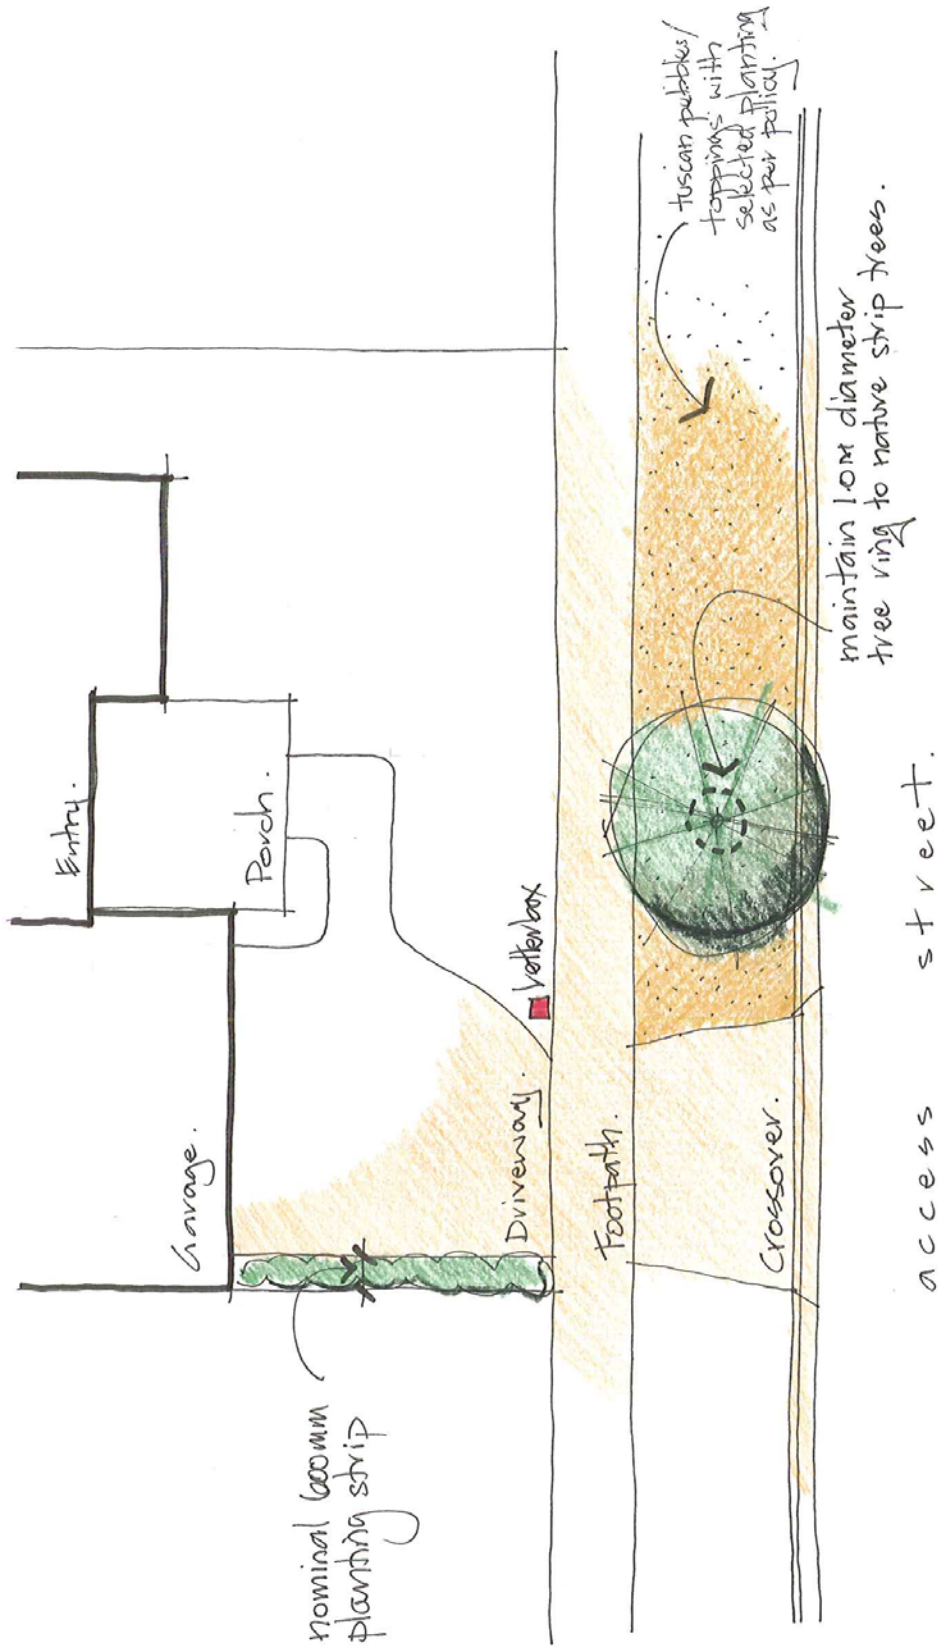 Entry.
Porch.
Garage.
nominal 600mm
planting strip
Driveway.
letterbox
Footpath.
Crossover.
tuscan pebbles/
toppings with
selected planting
as per policy.
maintain 1.0m diameter
tree ring to nature strip trees.
access street.